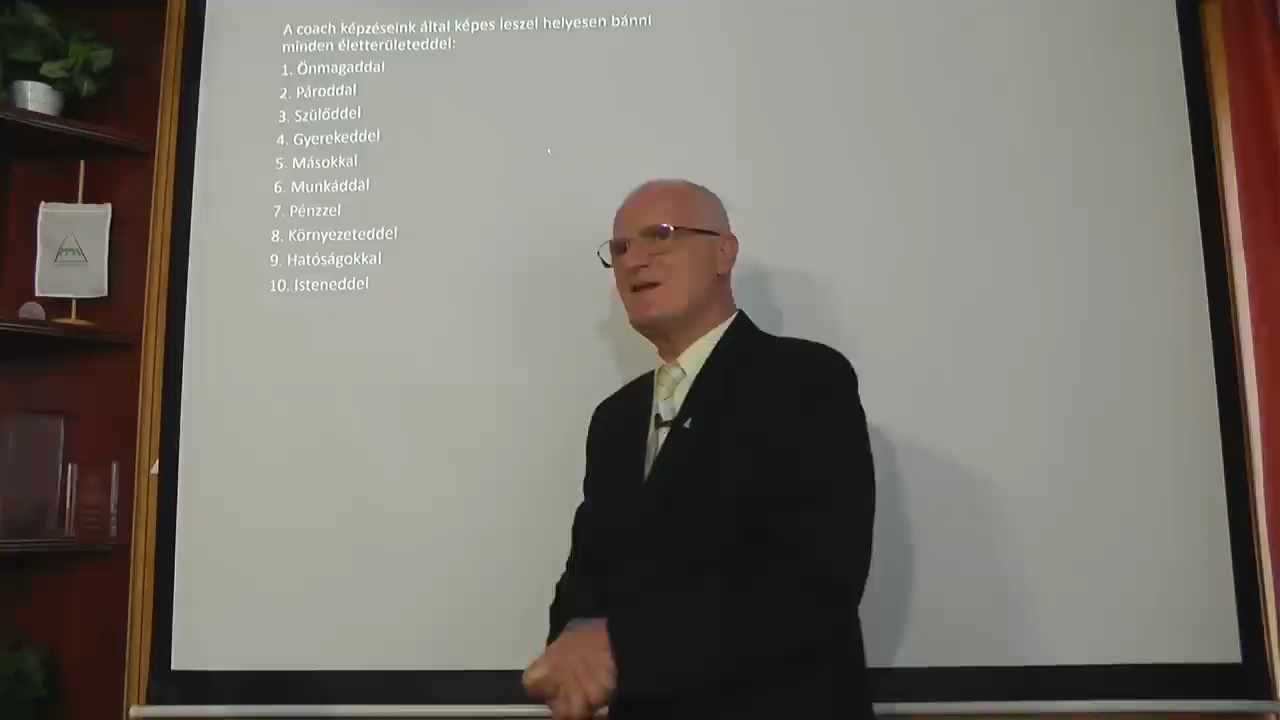 A coach képzéseink által képes leszel helyesen bánni
minden életterületeddel:
1. Önmagaddal
2. Pároddal
3. Szülőddel
4. Gyerekeddel
5. Másokkal
6. Munkáddal
7. Pénzzel
8. Környezeteddel
9. Hatóságokkal
10. Isteneddel